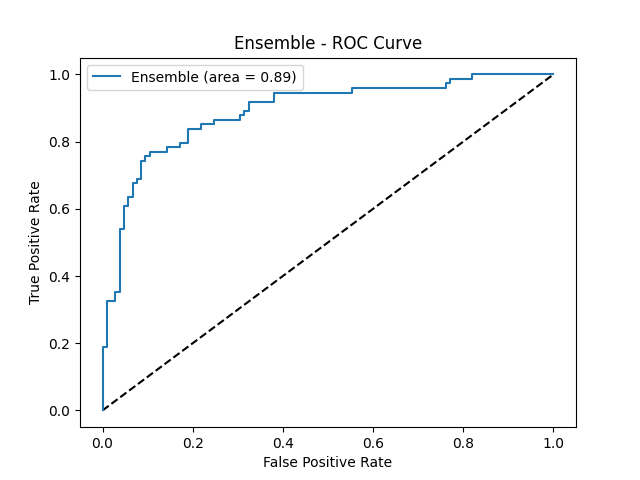 Ensemble - ROC Curve
Ensemble (area = 0.89)
True Positive Rate
1.0
0.8
0.6
0.4
0.2
0.0
0.0 0.2 0.4 0.6 0.8 1.0
False Positive Rate